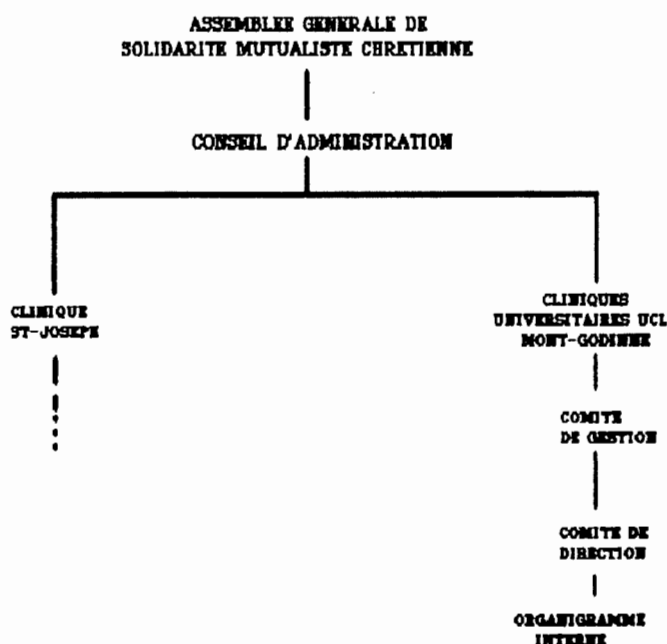 ASSEMBLEE GENERALE DE
SOLIDARITE MUTUALISTE CHRETIENNE
CONSEIL D'ADMINISTRATION
CLINIQUE
ST-JOSEPH
CLINIQUES
UNIVERSITAIRES UCL
MONT-GODINNE
COMITE
DE GESTION
COMITE DE
DIRECTION
ORGANIGRAMME
INTERNE